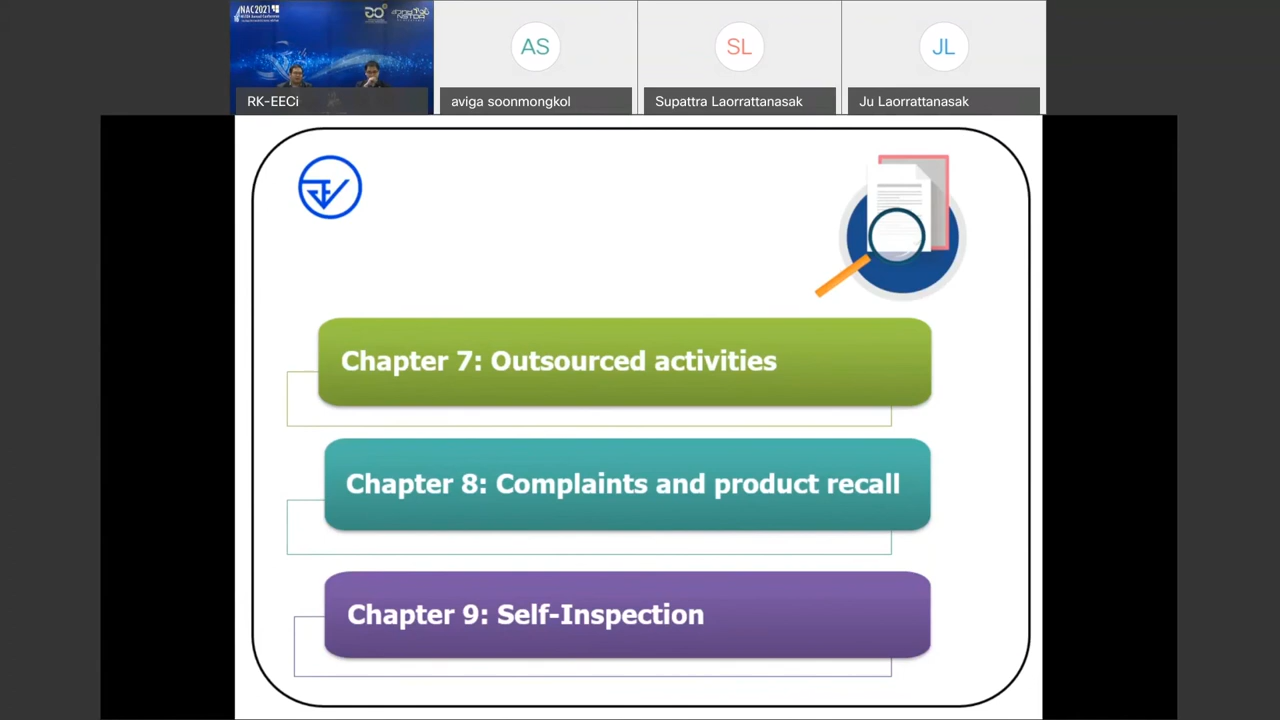 NAC2021
RK-EECi
AS
aviga soonmongkol
SL
Supattra Laorrattanasak
JL
Ju Laorrattanasak
Chapter 7: Outsourced activities
Chapter 8: Complaints and product recall
Chapter 9: Self-Inspection